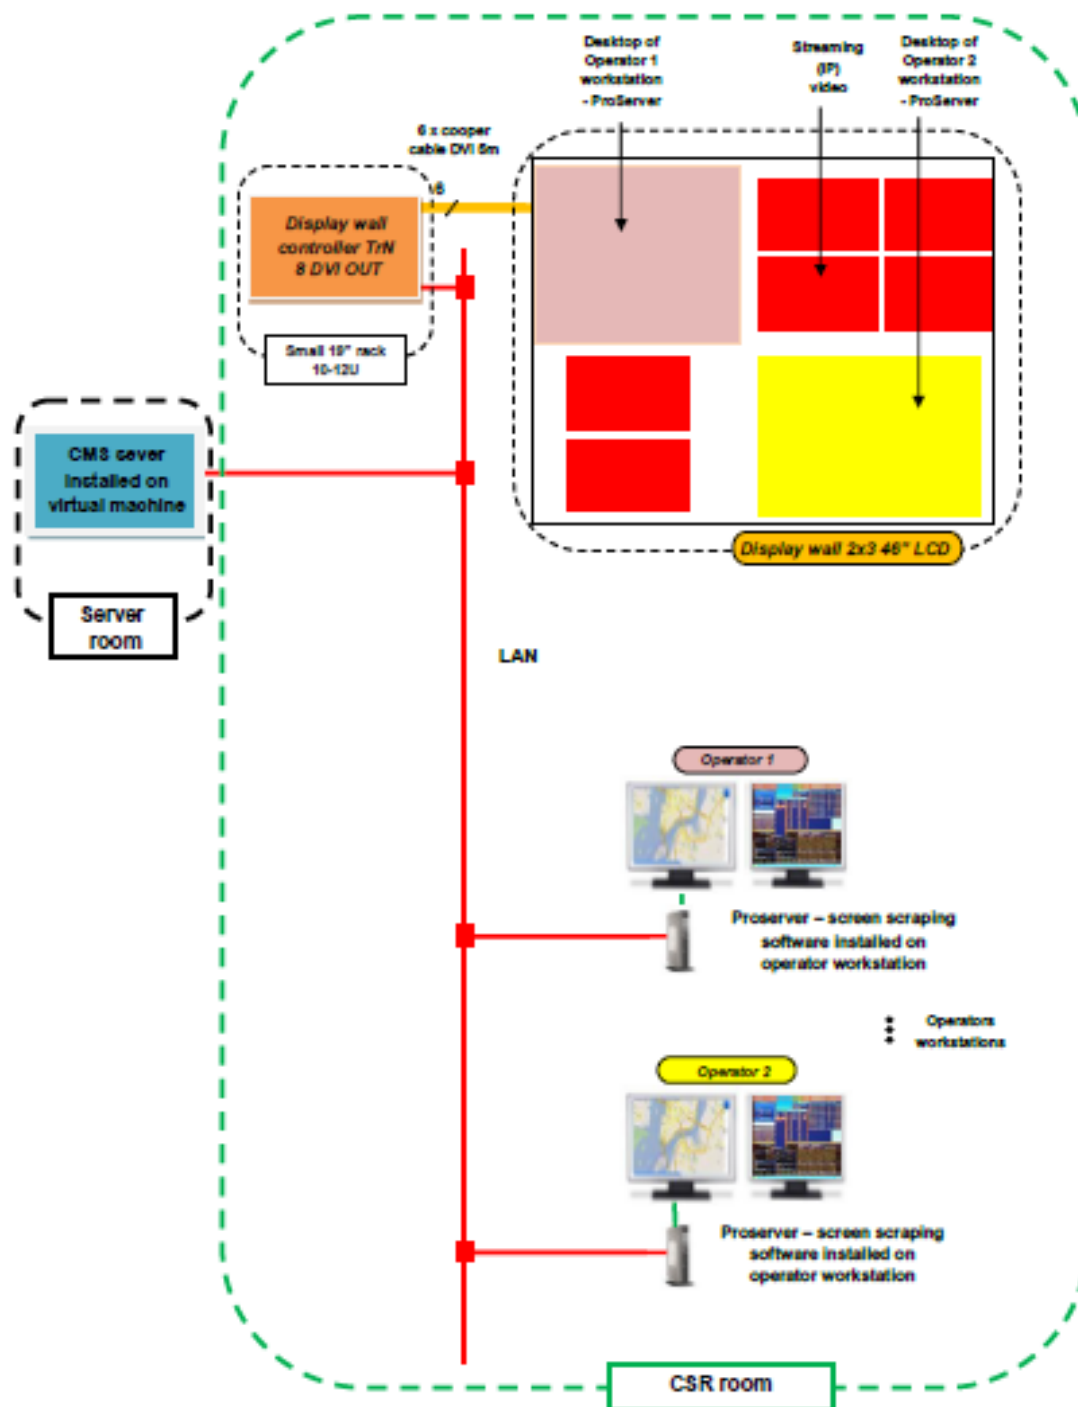 Desktop of
Operator 1
workstation
- ProServer
Streaming
(IP)
video
Desktop of
Operator 2
workstation
- ProServer
6 x cooper
cable DVI 5m
6
Display wall
controller TrN
8 DVI OUT
Small 19" rack
10-12U
CMS sever
installed on
virtual machine
Server
room
Display wall 2x3 46" LCD
LAN
Operator 1
Proserver – screen scraping
software installed on
operator workstation
Operators
workstations
Operator 2
Proserver – screen scraping
software installed on
operator workstation
CSR room